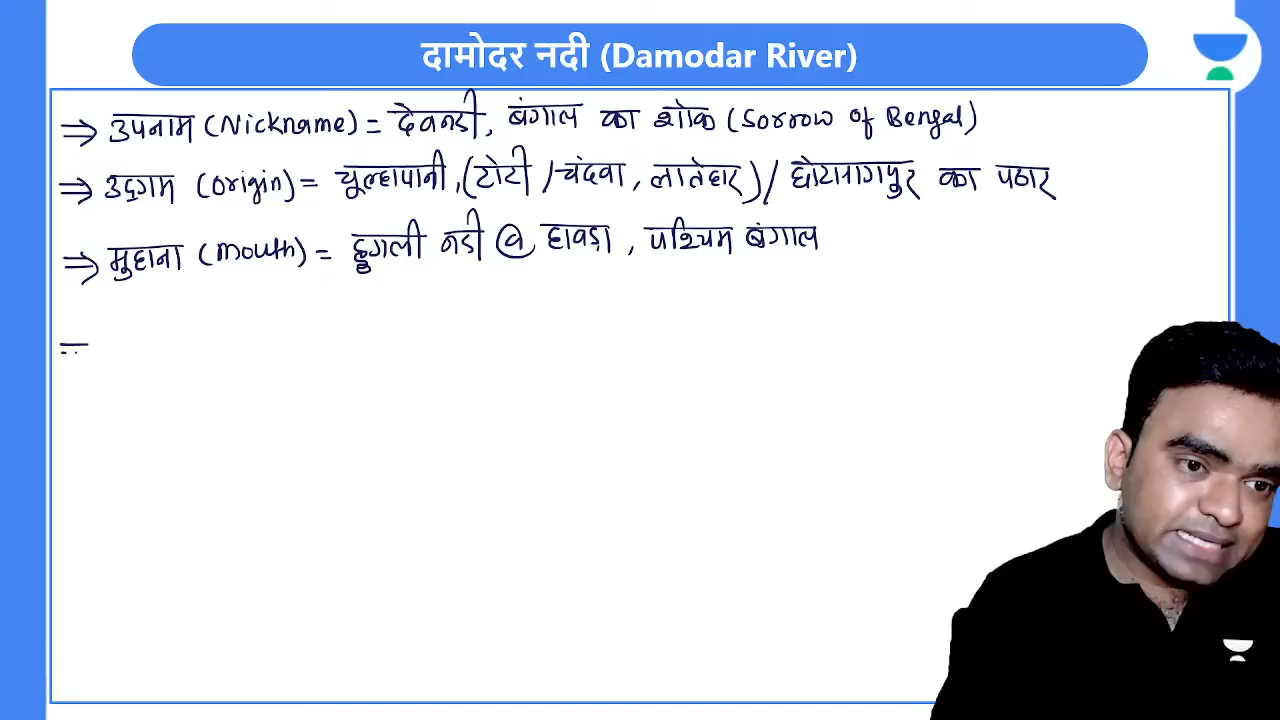 दामोदर नदी (Damodar River)
⇒ उपनाम (Nickname) = देवनदी, बंगाल का शोक (Sorrow of Bengal)
⇒ उद्गम (Origin) = चूल्हापानी, (टोटी / चंदवा, लातेहार) / छोटानागपुर का पठार
⇒ मुहाना (Mouth) = हुगली नदी @ हावड़ा, पश्चिम बंगाल